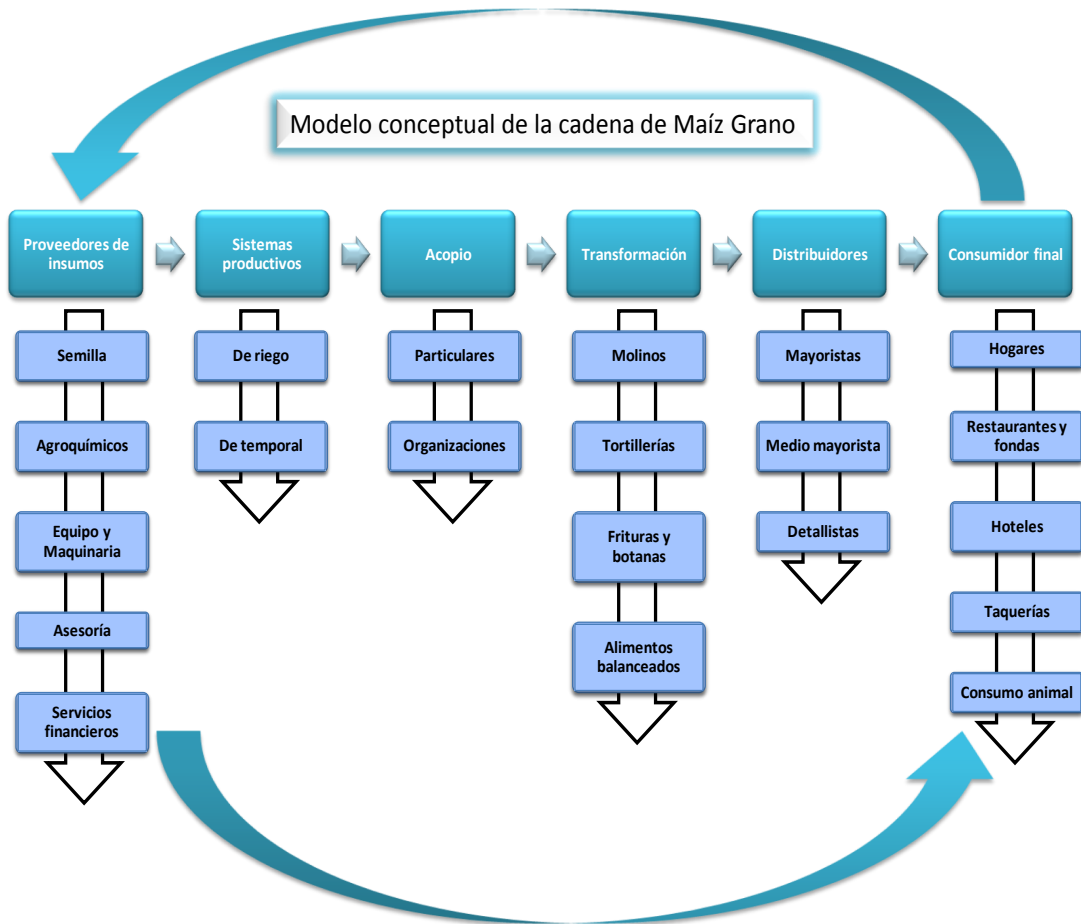 Modelo conceptual de la cadena de Maíz Grano
Proveedores de
insumos
Sistemas
productivos
Acopio
Transformación
Distribuidores
Consumidor final
Semilla
Agroquímicos
Equipo y
Maquinaria
Asesoría
Servicios
financieros
De riego
De temporal
Particulares
Organizaciones
Molinos
Tortillerías
Frituras y
botanas
Alimentos
balanceados
Mayoristas
Medio mayorista
Detallistas
Hogares
Restaurantes y
fondas
Hoteles
Taquerías
Consumo animal